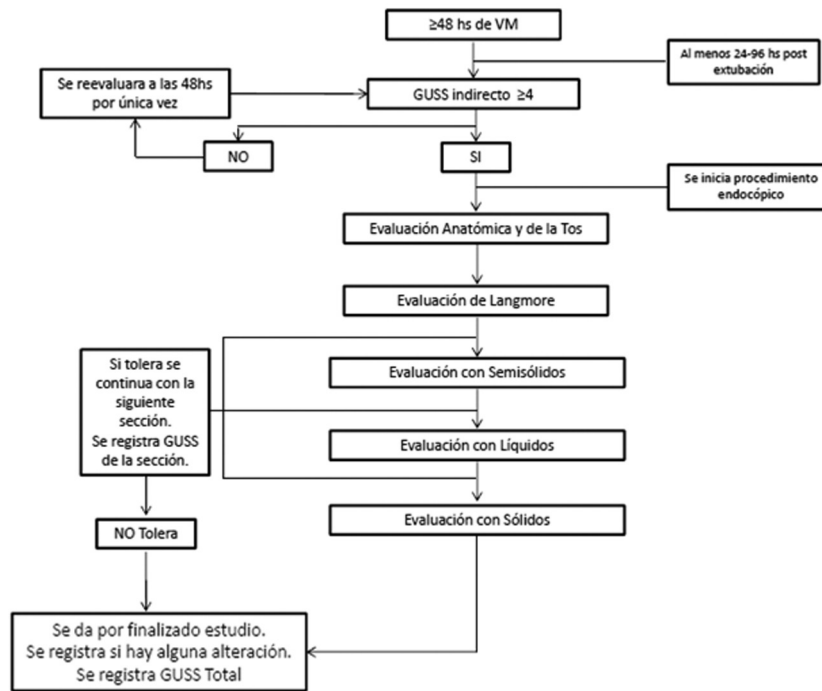 ≥48 hs de VM
Al menos 24-96 hs post
extubación
Se reevaluara a las 48hs
por única vez
GUSS indirecto ≥4
NO
SI
Se inicia procedimiento
endocópico
Evaluación Anatómica y de la Tos
Evaluación de Langmore
Si tolera se
continua con la
siguiente
sección.
Se registra GUSS
de la sección.
Evaluación con Semisólidos
Evaluación con Líquidos
Evaluación con Sólidos
NO Tolera
Se da por finalizado estudio.
Se registra si hay alguna alteración.
Se registra GUSS Total